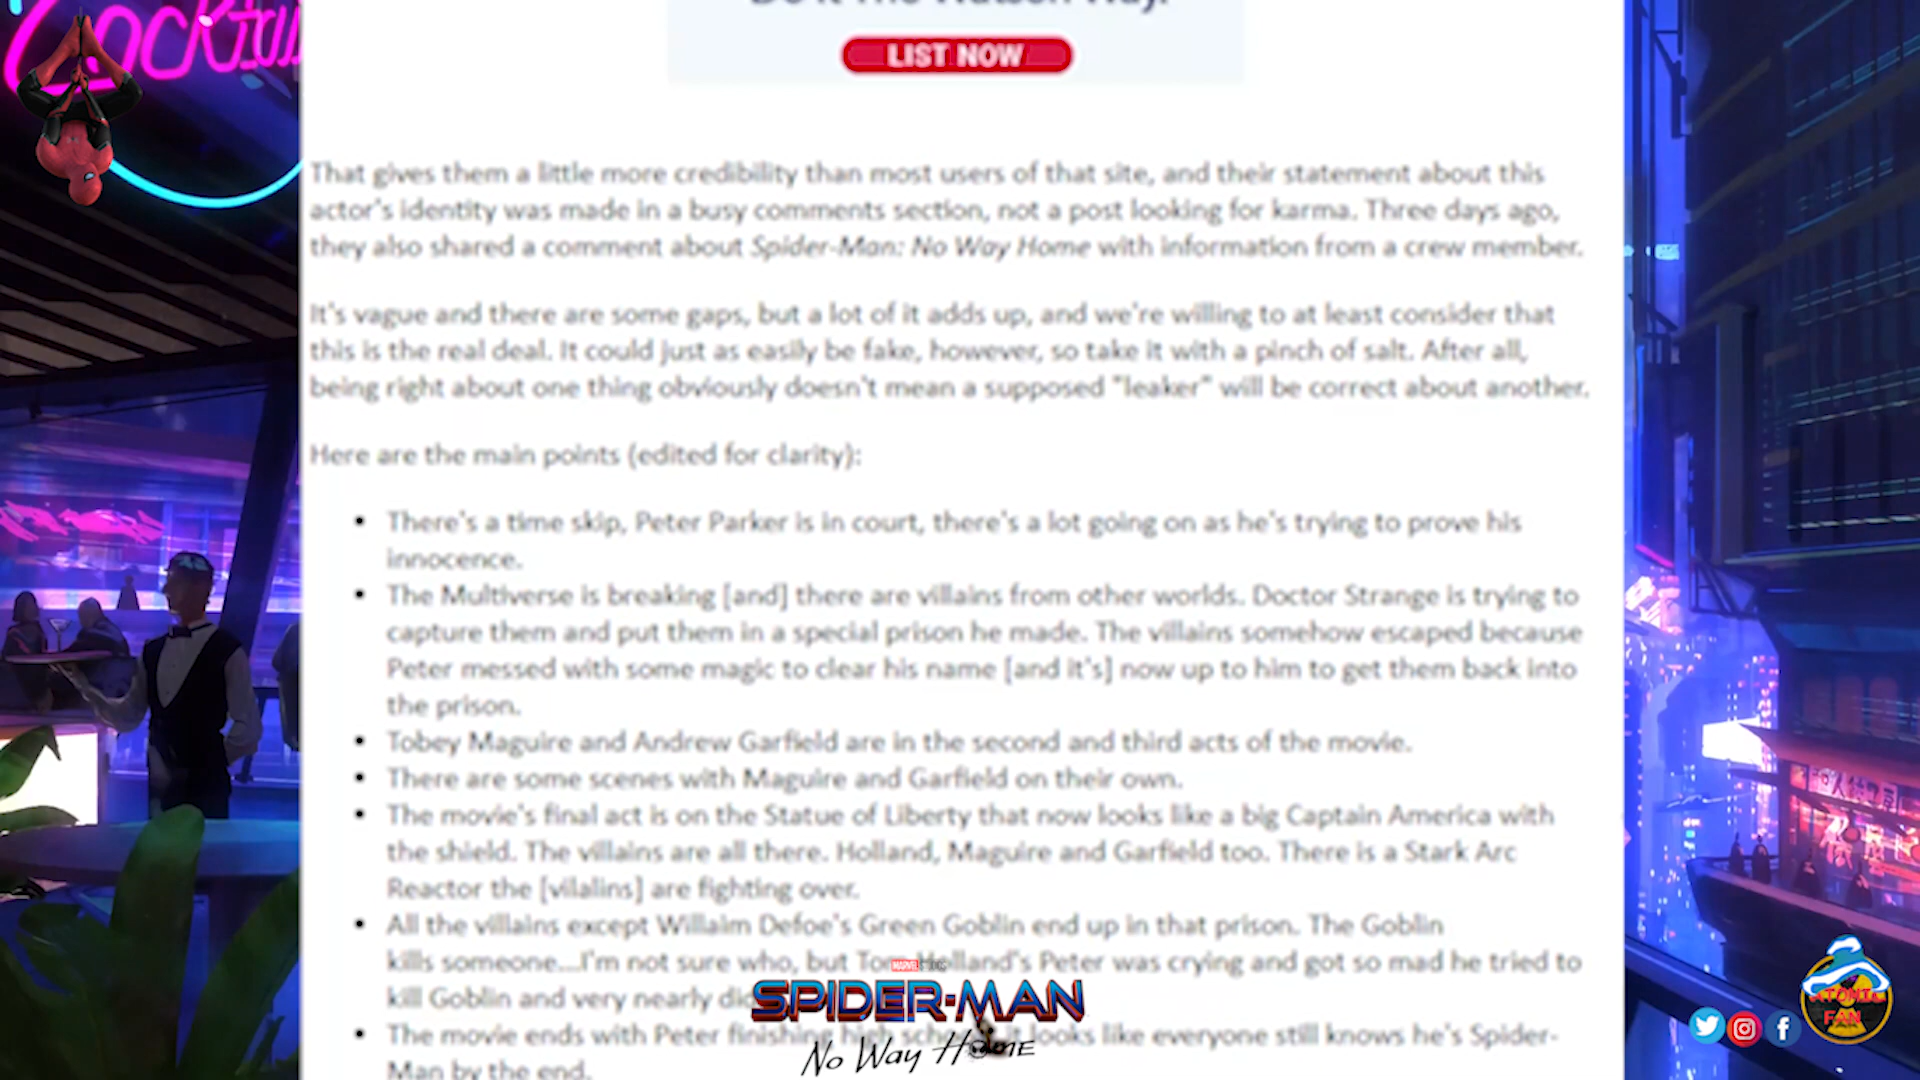 Do it The Watson Way.
Cocktail
LIST NOW
That gives them a little more credibility than most users of that site, and their statement about this
actor's identity was made in a busy comments section, not a post looking for karma. Three days ago,
they also shared a comment about Spider-Man: No Way Home with information from a crew member.
It's vague and there are some gaps, but a lot of it adds up, and we're willing to at least consider that
this is the real deal. It could just as easily be fake, however, so take it with a pinch of salt. After all,
being right about one thing obviously doesn't mean a supposed "leaker" will be correct about another.
Here are the main points (edited for clarity):
• There's a time skip, Peter Parker is in court, there's a lot going on as he's trying to prove his
innocence.
• The Multiverse is breaking [and] there are villains from other worlds. Doctor Strange is trying to
capture them and put them in a special prison he made. The villains somehow escaped because
Peter messed with some magic to clear his name [and it's] now up to him to get them back into
the prison.
• Tobey Maguire and Andrew Garfield are in the second and third acts of the movie.
• There are some scenes with Maguire and Garfield on their own.
• The movie's final act is on the Statue of Liberty that now looks like a big Captain America with
the shield. The villains are all there. Holland, Maguire and Garfield too. There is a Stark Arc
Reactor the [vilalins] are fighting over.
• All the villains except Willaim Defoe's Green Goblin end up in that prison. The Goblin
kills someone...I'm not sure who, but Tom Holland's Peter was crying and got so mad he tried to
kill Goblin and very nearly did
• The movie ends with Peter finishing high looks like everyone still knows he's Spider-
Man by the end.
MARVEL STUDIOS
SPIDER-MAN
No Way Home
ATOMIC
FAN